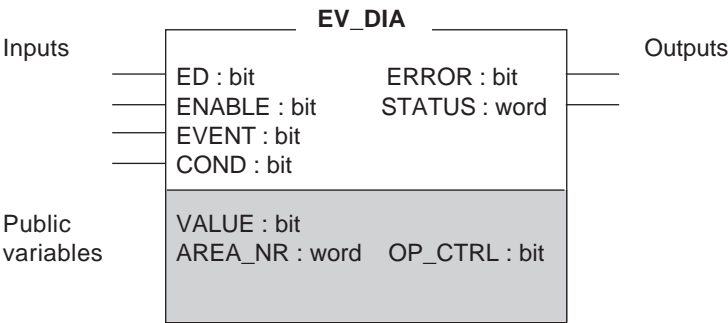 EV_DIA
Inputs
Outputs
ED : bit ERROR : bit
ENABLE : bit STATUS : word
EVENT : bit
COND : bit
Public VALUE : bit
variables AREA_NR : word OP_CTRL : bit